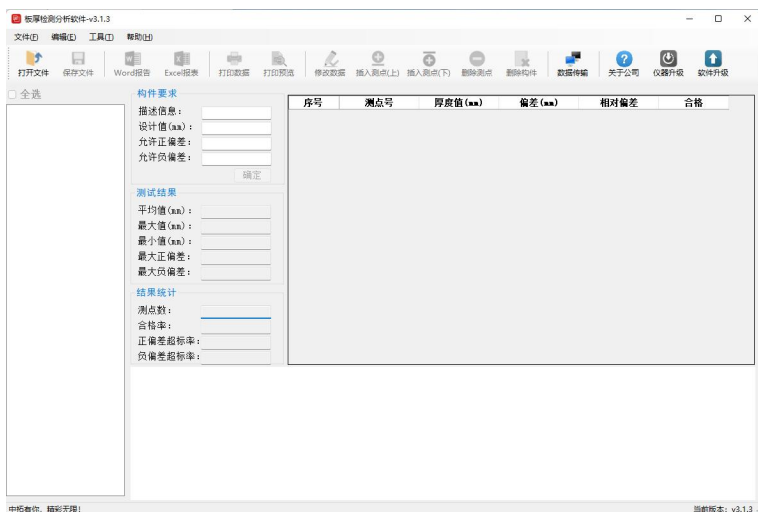 板厚检测分析软件-v3.1.3
文件(F) 编辑(E) 工具(T) 帮助(H)
打开文件 保存文件 Word报告 Excel报表 打印数据 打印预览 修改数据 插入测点(上) 插入测点(下) 删除测点 删除构件 数据传输 关于公司 仪器升级 软件升级
全选
构件要求
描述信息:
设计值(mm):
允许正偏差:
允许负偏差:
确定
测试结果
平均值(mm):
最大值(mm):
最小值(mm):
最大正偏差:
最大负偏差:
结果统计
测点数:
合格率:
正偏差超标率:
负偏差超标率:
序号 测点号 厚度值(mm) 偏差(mm) 相对偏差 合格
中拓有你，精彩无限!
当前版本: v3.1.3